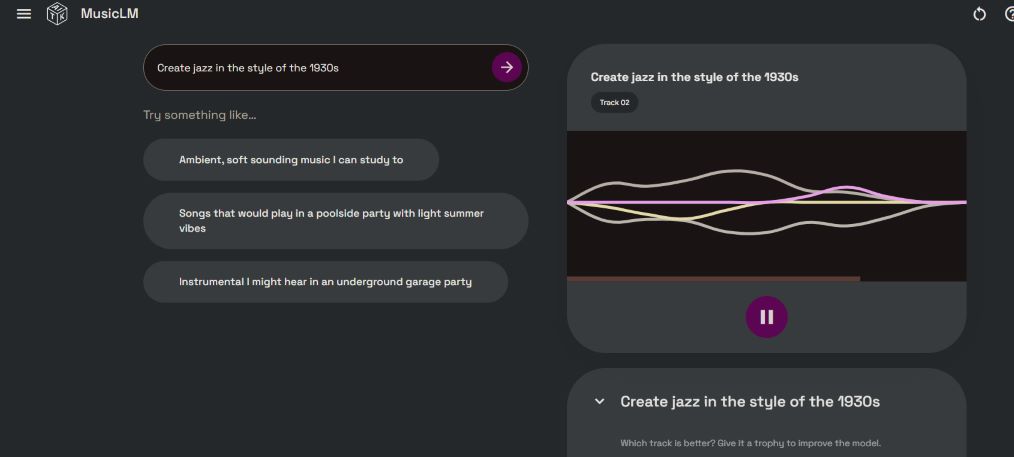 MusicLM
Create jazz in the style of the 1930s
Try something like...
Ambient, soft sounding music I can study to
Songs that would play in a poolside party with light summer
vibes
Instrumental I might hear in an underground garage party
Create jazz in the style of the 1930s
Track 02
Create jazz in the style of the 1930s
Which track is better? Give it a trophy to improve the model.